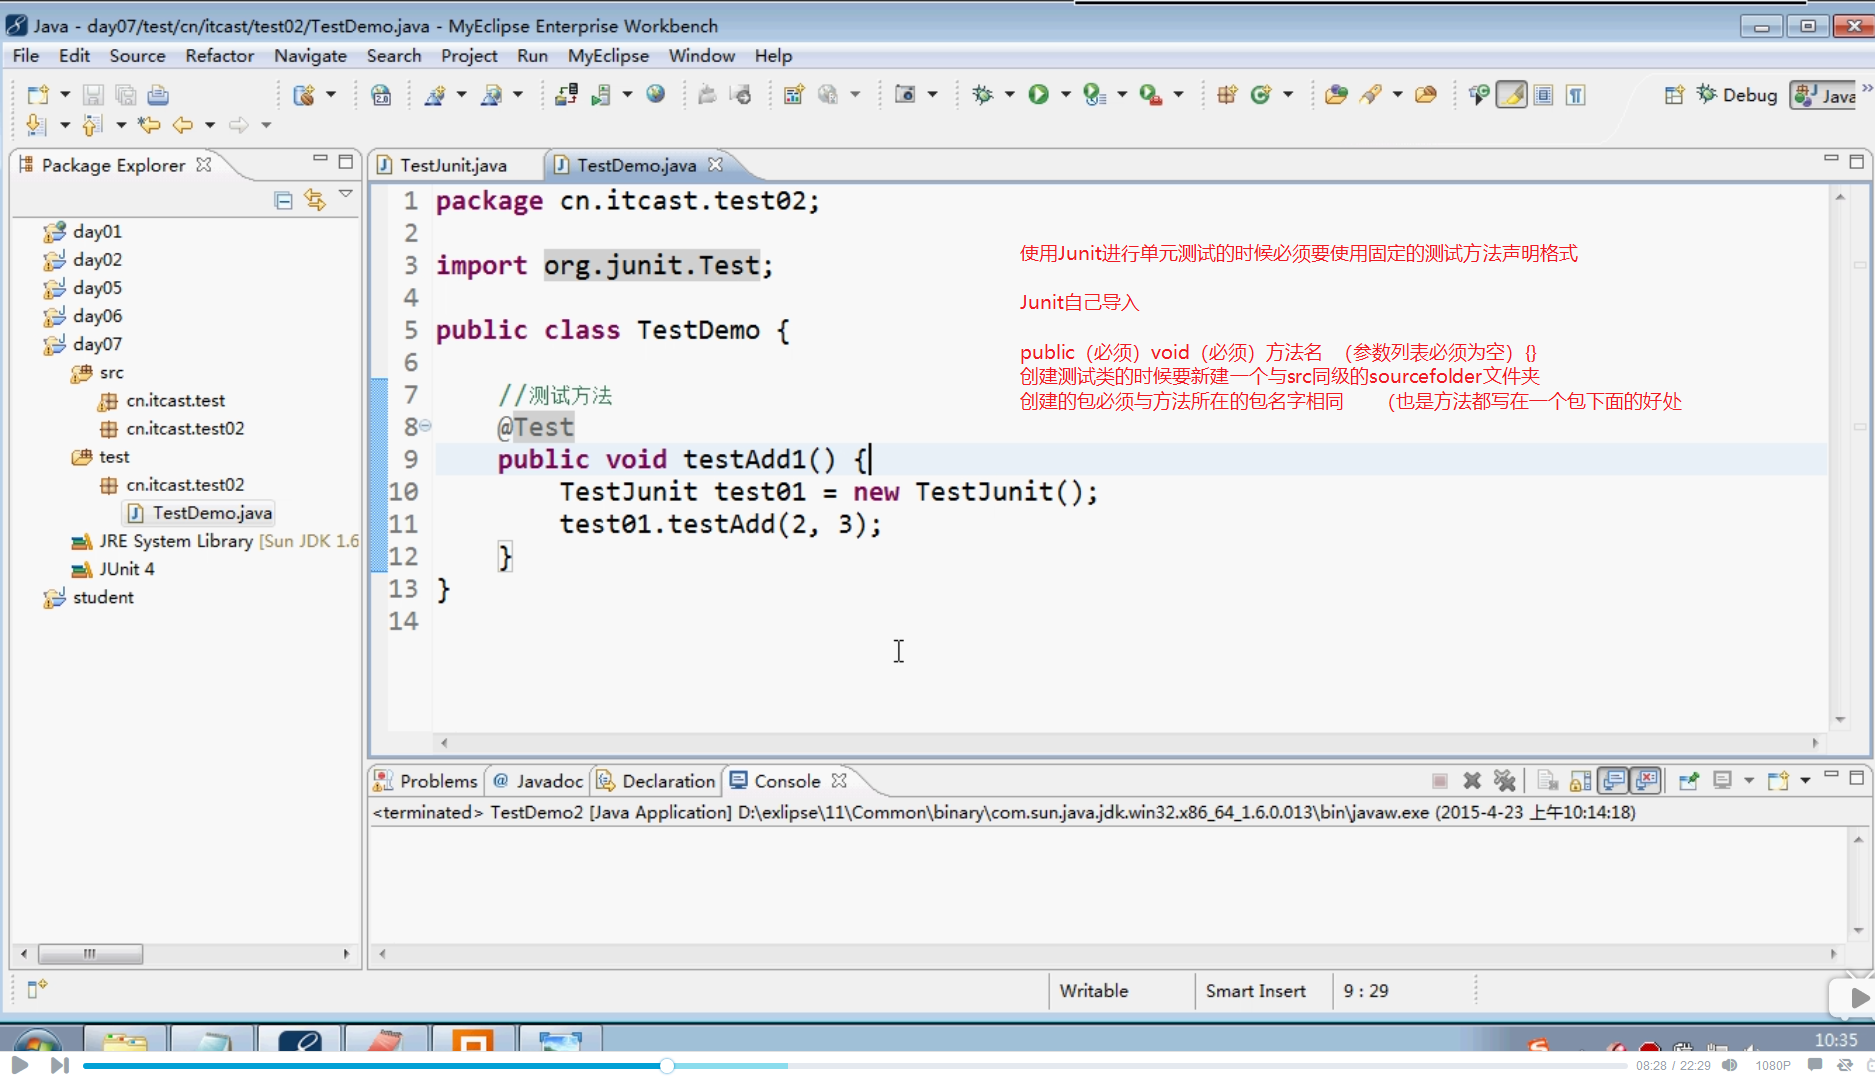 Java - day07/test/cn/itcast/test02/TestDemo.java - MyEclipse Enterprise Workbench
File Edit Source Refactor Navigate Search Project Run MyEclipse Window Help
2.0
Debug
Java
Package Explorer
day01
day02
day05
day06
day07
src
cn.itcast.test
cn.itcast.test02
test
cn.itcast.test02
TestDemo.java
JRE System Library [Sun JDK 1.6
JUnit 4
student
TestJunit.java
TestDemo.java
1 package cn.itcast.test02;
2
3 import org.junit.Test;
4
5 public class TestDemo {
6
7 //测试方法
8 @Test
9 public void testAdd1() {
10 TestJunit test01 = new TestJunit();
11 test01.testAdd(2, 3);
12 }
13 }
14
使用Junit进行单元测试的时候必须要使用固定的测试方法声明格式
Junit自己导入
public（必须）void（必须）方法名 （参数列表必须为空）{}
创建测试类的时候要新建一个与src同级的sourcefolder文件夹
创建的包必须与方法所在的包名字相同 (也是方法都写在一个包下面的好处
Problems @ Javadoc Declaration Console
<terminated> TestDemo2 [Java Application] D:\exlipse\11\Common\binary\com.sun.java.jdk.win32.x86_64_1.6.0.013\bin\javaw.exe (2015-4-23 上午10:14:18)
Writable Smart Insert 9 : 29
10:35
08:28 / 22:29 1080P